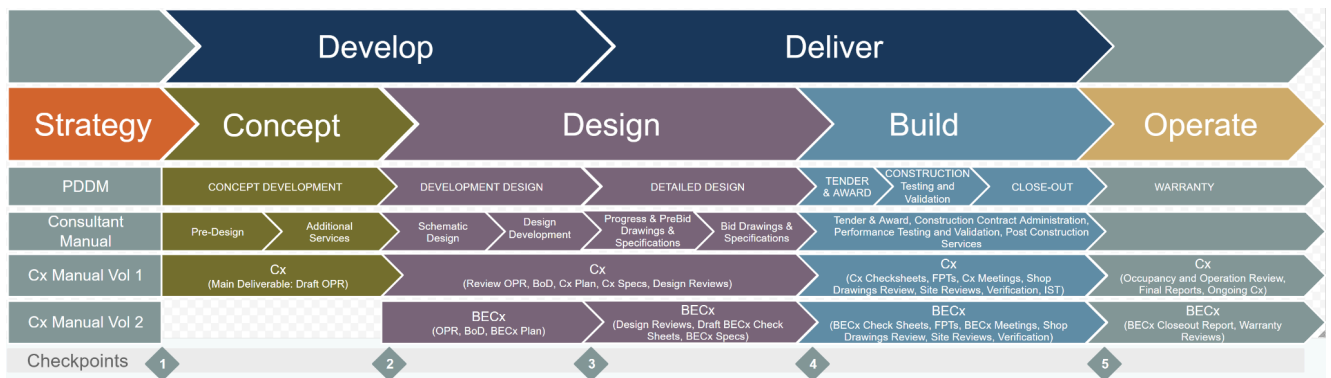 Develop
Deliver
Strategy
Concept
Design
Build
Operate
PDDM
CONCEPT DEVELOPMENT
DEVELOPMENT DESIGN
DETAILED DESIGN
TENDER
& AWARD
CONSTRUCTION
Testing and
Validation
CLOSE-OUT
WARRANTY
Consultant
Manual
Pre-Design
Additional
Services
Schematic
Design
Design
Development
Progress & PreBid
Drawings &
Specifications
Bid Drawings &
Specifications
Tender & Award, Construction Contract Administration,
Performance Testing and Validation, Post Construction
Services
Cx Manual Vol 1
Cx
(Main Deliverable: Draft OPR)
Cx
(Review OPR, BoD, Cx Plan, Cx Specs, Design Reviews)
Cx
(Cx Checksheets, FPTs, Cx Meetings, Shop
Drawings Review, Site Reviews, Verification, IST)
Cx
(Occupancy and Operation Review,
Final Reports, Ongoing Cx)
Cx Manual Vol 2
BECx
(OPR, BoD, BECx Plan)
BECx
(Design Reviews, Draft BECx Check
Sheets, BECx Specs)
BECx
(BECx Check Sheets, FPTs, BECx Meetings, Shop
Drawings Review, Site Reviews, Verification)
BECx
(BECx Closeout Report, Warranty
Reviews)
Checkpoints
1
2
3
4
5